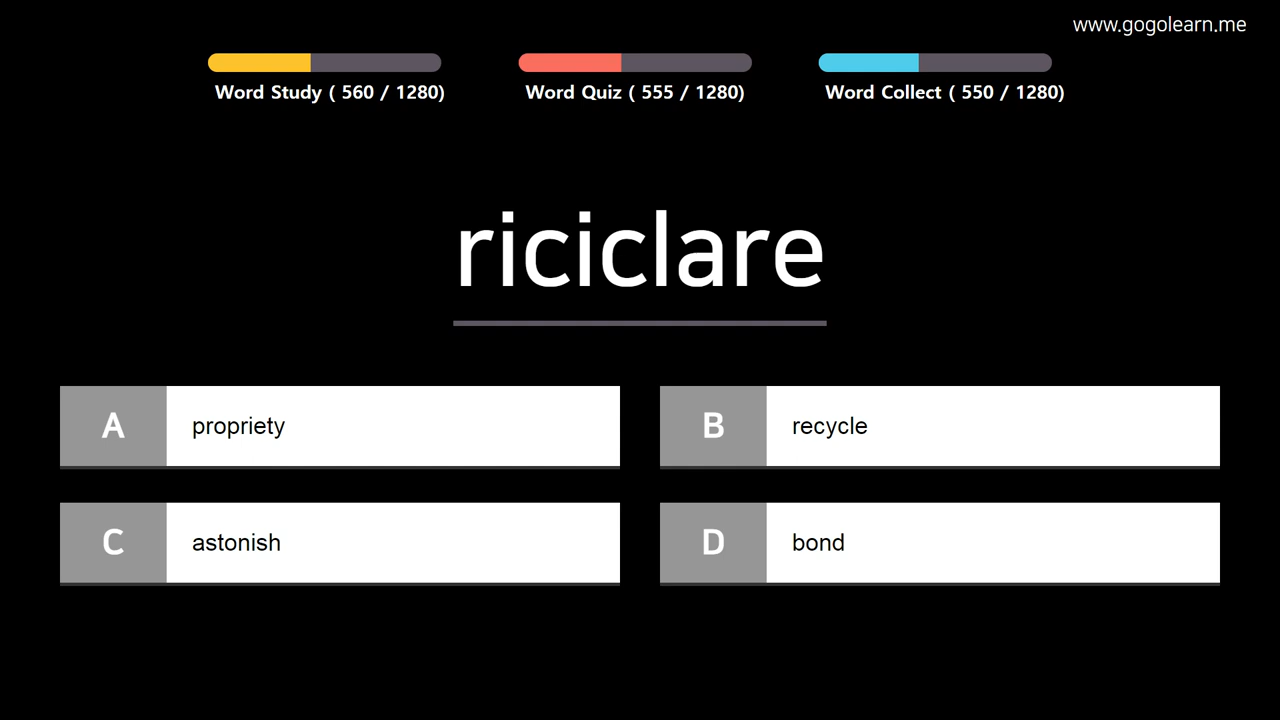 www.gogolearn.me
Word Study ( 560 / 1280)
Word Quiz ( 555 / 1280)
Word Collect ( 550 / 1280)
riciclare
A propriety
B recycle
C astonish
D bond